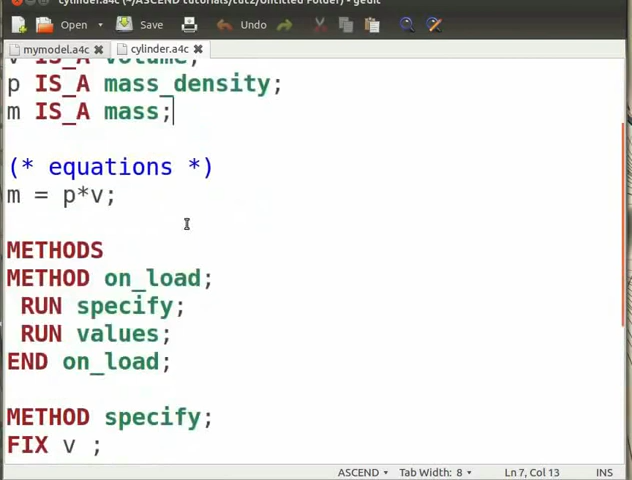 cylinder.a4c (~/ASCEND tutorials/tut2/Untitled Folder) - gedit
Open Save Undo
mymodel.a4c cylinder.a4c
v IS_A volume;
p IS_A mass_density;
m IS_A mass;
(* equations *)
m = p*v;
METHODS
METHOD on_load;
RUN specify;
RUN values;
END on_load;
METHOD specify;
FIX v ;
ASCEND Tab Width: 8 Ln 7, Col 13 INS